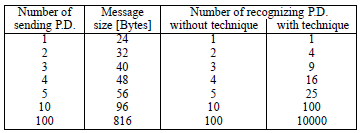 Number of Message Number of recognizing P.D.
sending P.D. size [Bytes] without technique with technique
1 24 1 1
2 32 2 4
3 40 3 9
4 48 4 16
5 56 5 25
10 96 10 100
100 816 100 10000